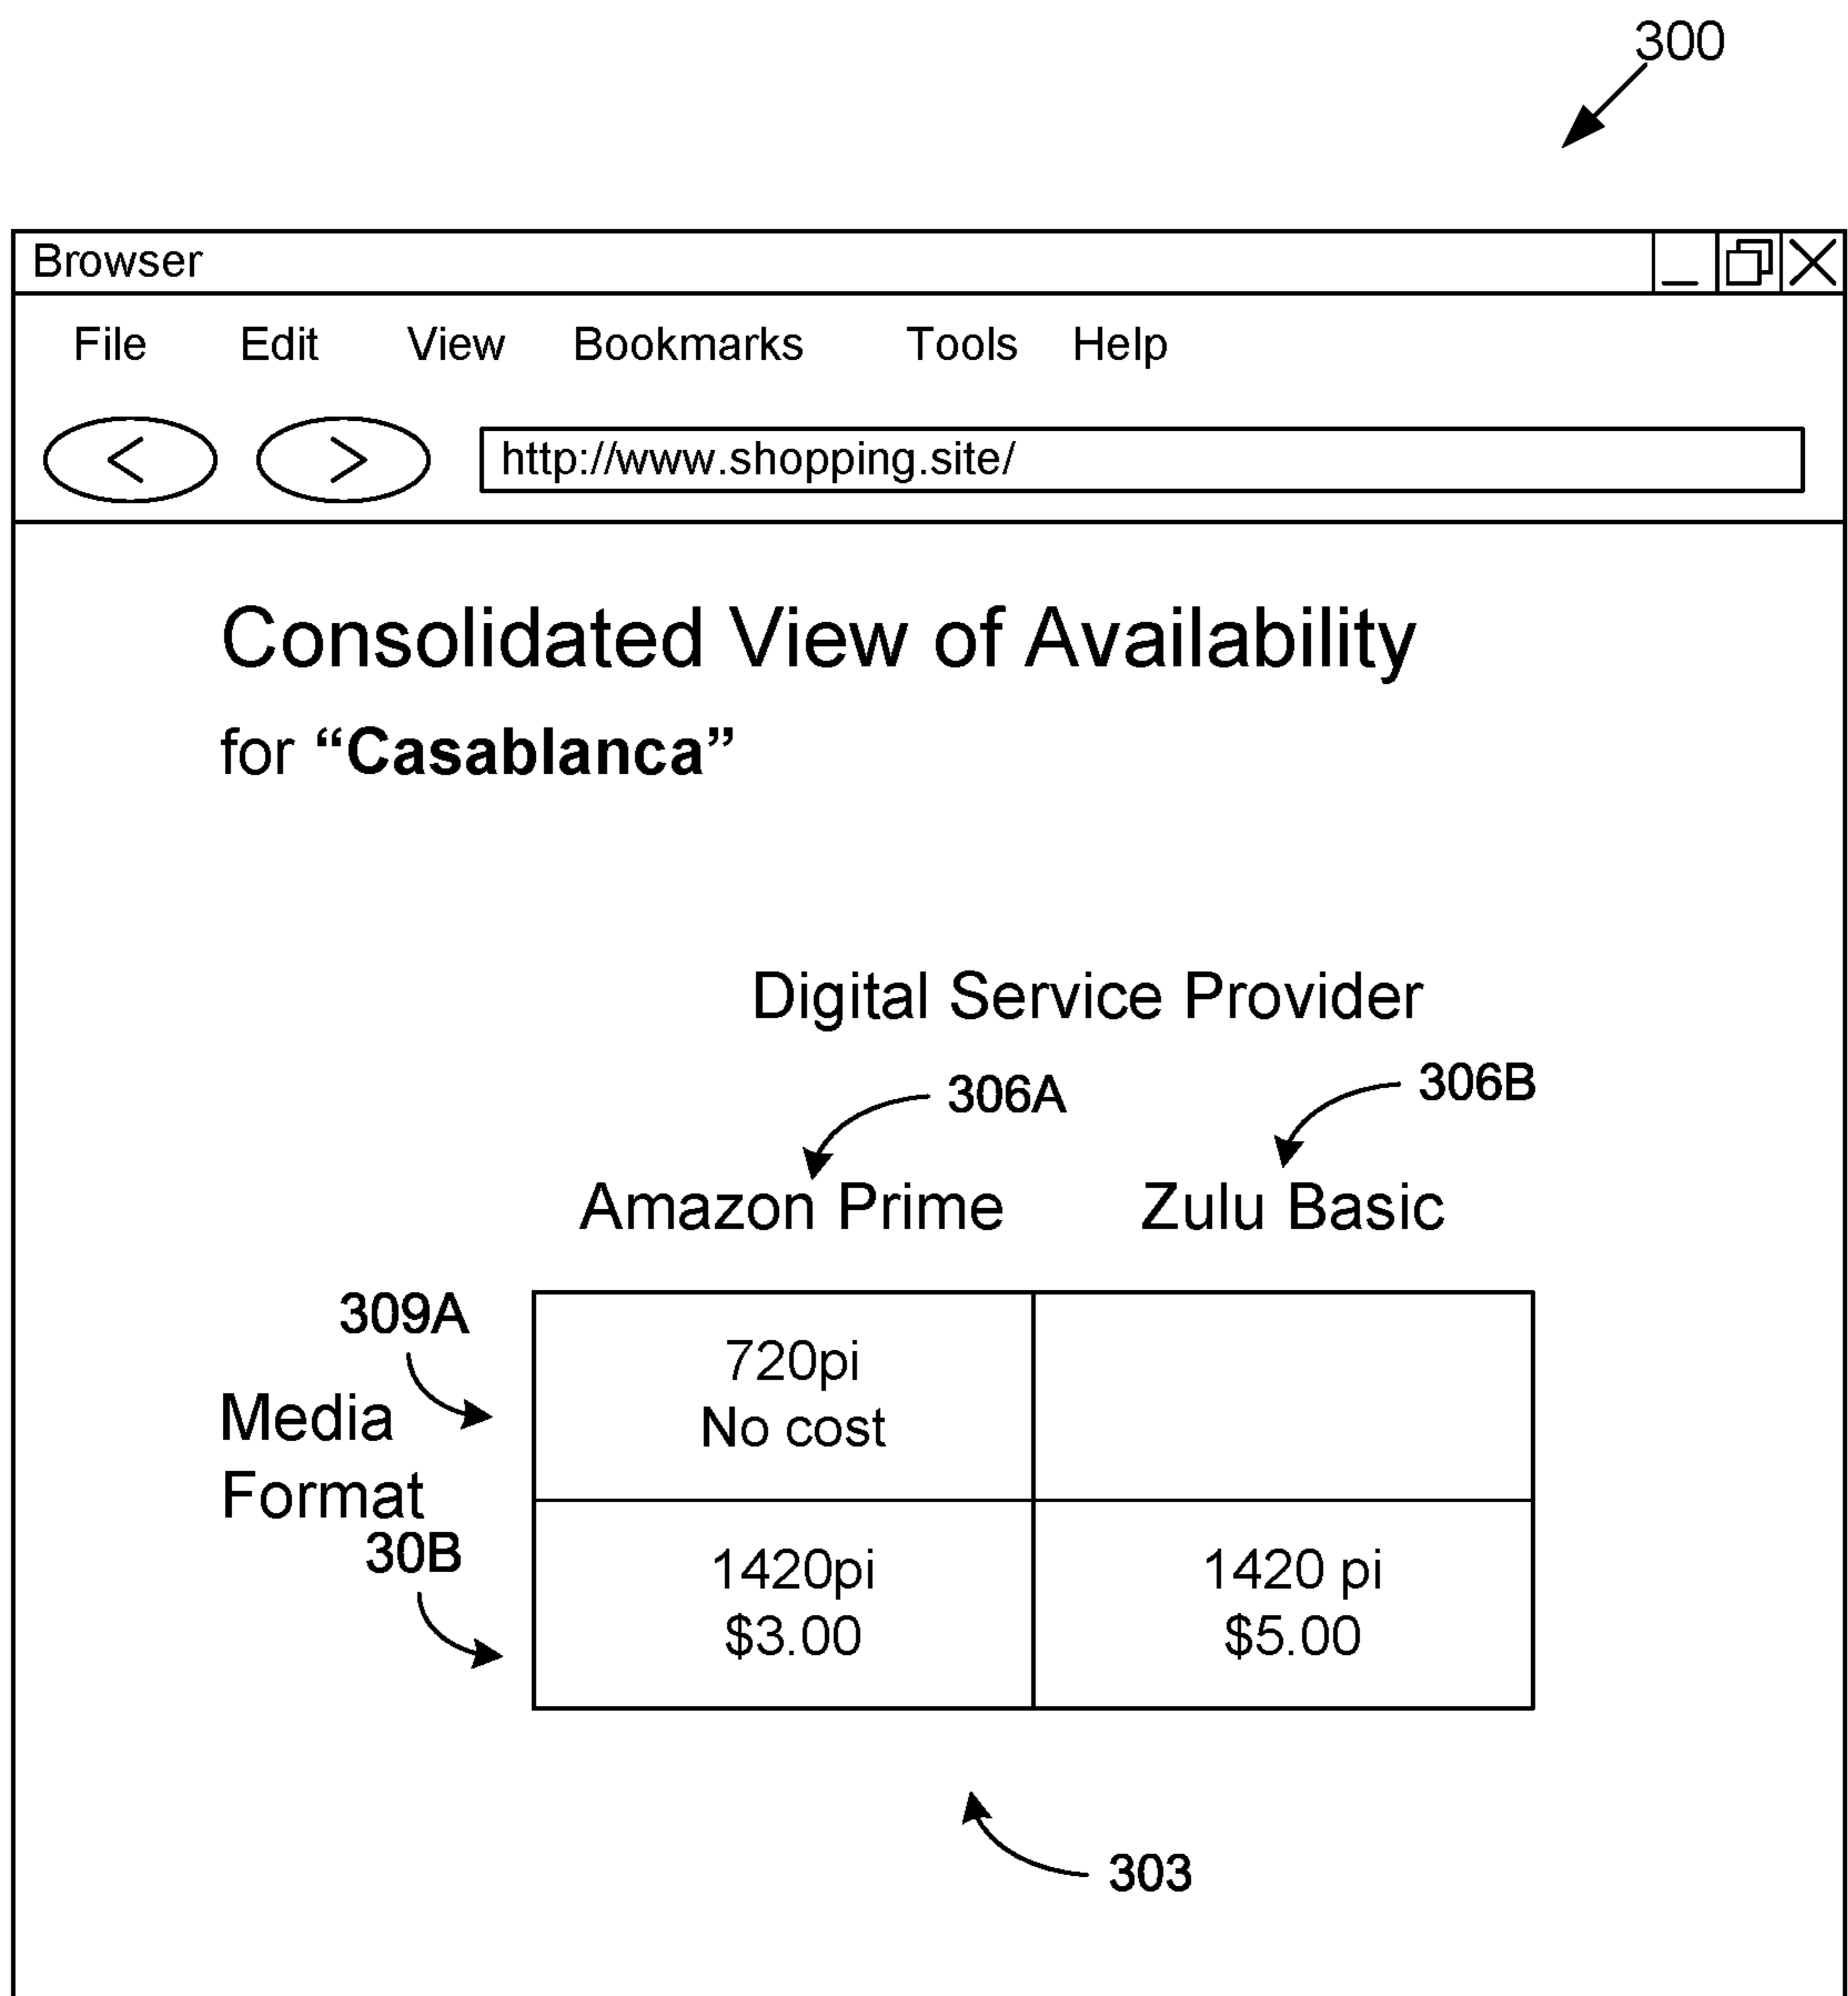 300
Browser
File Edit View Bookmarks Tools Help
< > http://www.shopping.site/
Consolidated View of Availability
for “Casablanca”
Digital Service Provider
306A 306B
Amazon Prime Zulu Basic
309A
Media
Format
30B
720pi
No cost
1420pi
$3.00
1420 pi
$5.00
303